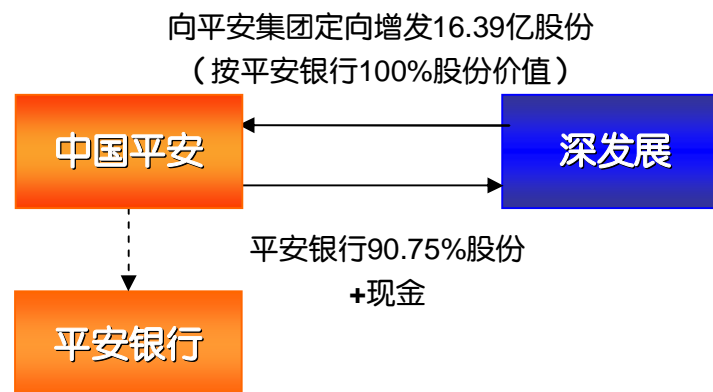 向平安集团定向增发16.39亿股份
（按平安银行100%股份价值）
中国平安
深发展
平安银行90.75%股份
+现金
平安银行